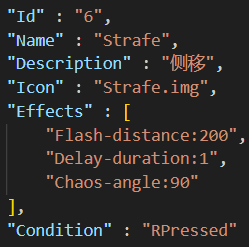 "Id" : "6",
"Name" : "Strafe",
"Description" : "侧移",
"Icon" : "Strafe.img",
"Effects" : [
"Flash-distance:200",
"Delay-duration:1",
"Chaos-angle:90"
],
"Condition" : "RPressed"